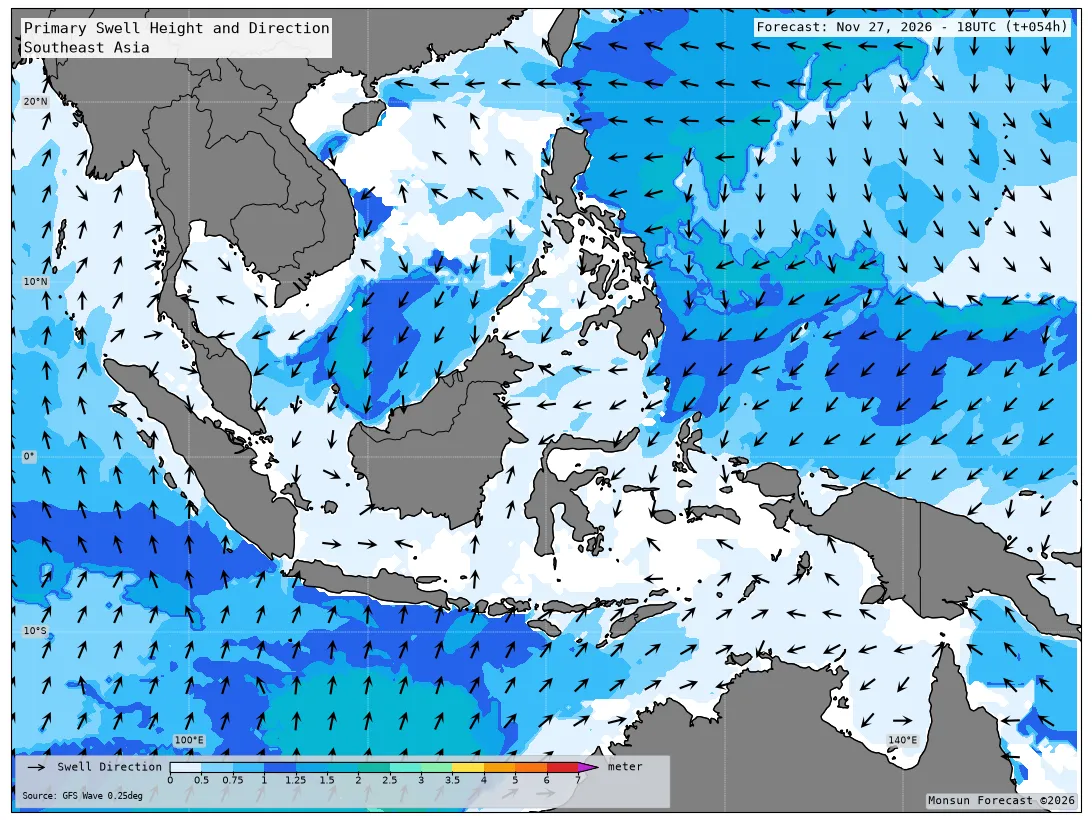 Primary Swell Height and Direction
Southeast Asia
Forecast: Nov 27, 2026 - 18UTC (t+054h)
20°N
10°N
0°
10°S
100°E
140°E
Swell Direction
0 0.5 0.75 1 1.25 1.5 2 2.5 3 3.5 4 5 6 7
meter
Source: GFS Wave 0.25deg
Monsun Forecast ©2026